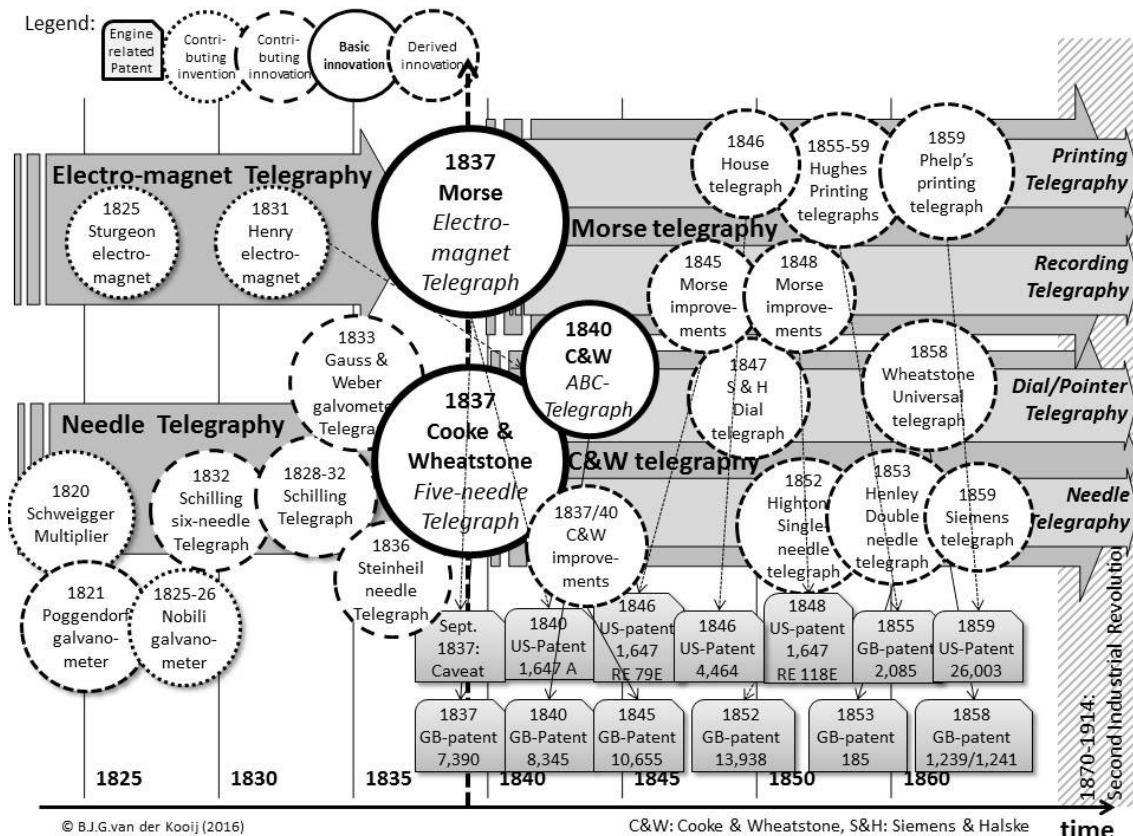 Legend:
Engine
related
Patent
Contri-
buting
invention
Contri-
buting
innovation
Basic
innovation
Derived
innovation
Electro-magnet Telegraphy
1825
Sturgeon
electro-
magnet
1831
Henry
electro-
magnet
1837
Morse
Electro-
magnet
Telegraph
1846
House
telegraph
1855-59
Hughes
Printing
telegraphs
1859
Phelp's
printing
telegraph
Printing
Telegraphy
Morse telegraphy
1845
Morse
improve-
ments
1848
Morse
improve-
ments
Recording
Telegraphy
1833
Gauss &
Weber
galvomete
Telegra
1840
C&W
ABC-
Telegraph
1847
S & H
Dial
telegraph
1858
Wheatstone
Universal
telegraph
Dial/Pointer
Telegraphy
Needle Telegraphy
1837
Cooke &
Wheatstone
Five-needle
Telegraph
C&W telegraphy
1820
Schweigger
Multiplier
1832
Schilling
six-needle
Telegraph
1828-32
Schilling
Telegraph
1836
Steinheil
needle
Telegraph
1837/40
C&W
improve-
ments
1852
Highton
Single-
needle
telegraph
1853
Henley
Double
needle
telegraph
1859
Siemens
telegraph
Needle
Telegraphy
1821
Poggendorf
galvano-
meter
1825-26
Nobili
galvano-
meter
Sept.
1837:
Caveat
1840
US-Patent
1,647 A
1846
US-patent
1,647
RE 79E
1846
US-Patent
4,464
1848
US-patent
1,647
RE 118E
1855
GB-patent
2,085
1859
US-Patent
26,003
1837
GB-patent
7,390
1840
GB-Patent
8,345
1845
GB-Patent
10,655
1852
GB-patent
13,938
1853
GB-patent
185
1858
GB-patent
1,239/1,241
1825
1830
1835
1840
1845
1850
1860
1870-1914:
Second Industrial Revolution
© B.J.G.van der Kooij (2016)
C&W: Cooke & Wheatstone, S&H: Siemens & Halske
time